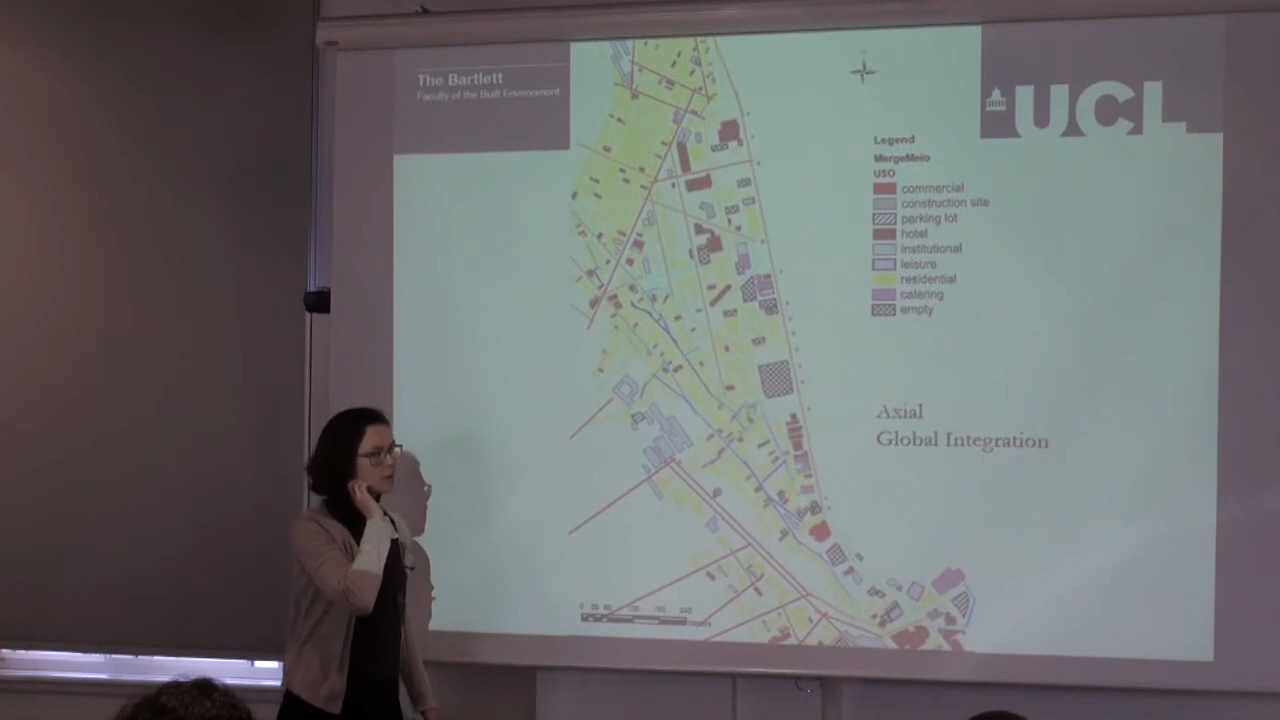 The Bartlett
Faculty of the Built Environment
UCL
Legend
MergeMeio
USO
commercial
construction site
parking lot
hotel
institutional
leisure
residential
catering
empty
Axial
Global Integration